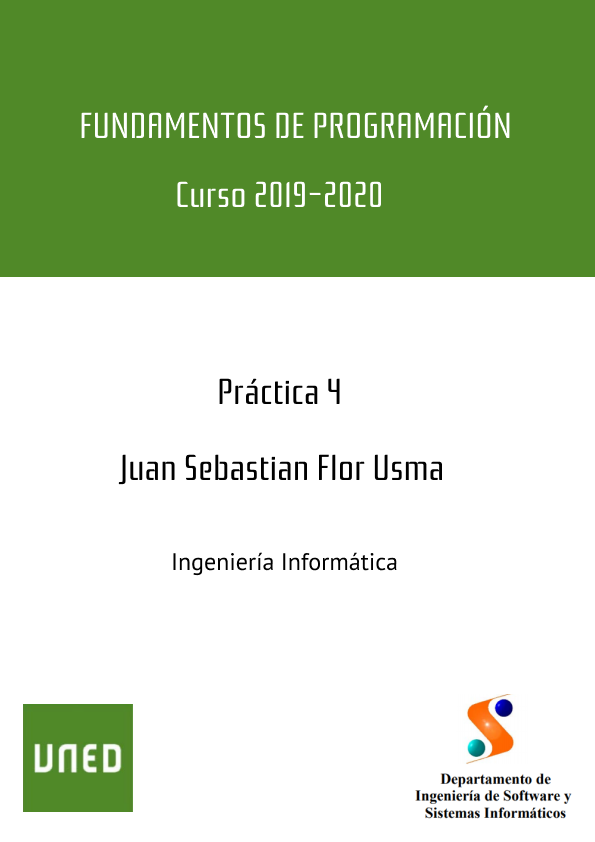 FUNDAMENTOS DE PROGRAMACIÓN
Curso 2019-2020
Práctica 4
Juan Sebastian Flor Usma
Ingeniería Informática
UNED
Departamento de
Ingeniería de Software y
Sistemas Informáticos